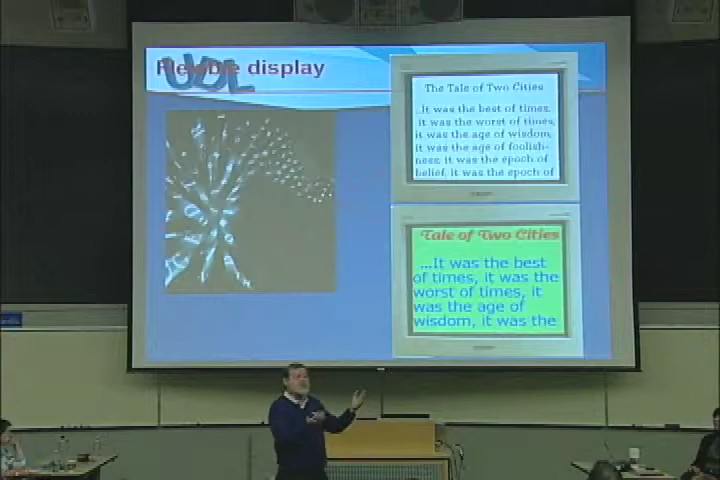 Flexible display
UDL
The Tale of Two Cities
...It was the best of times,
it was the worst of times,
it was the age of wisdom,
it was the age of foolish-
ness, it was the epoch of
belief, it was the epoch of
Tale of Two Cities
...It was the best
of times, it was the
worst of times, it
was the age of
wisdom, it was the